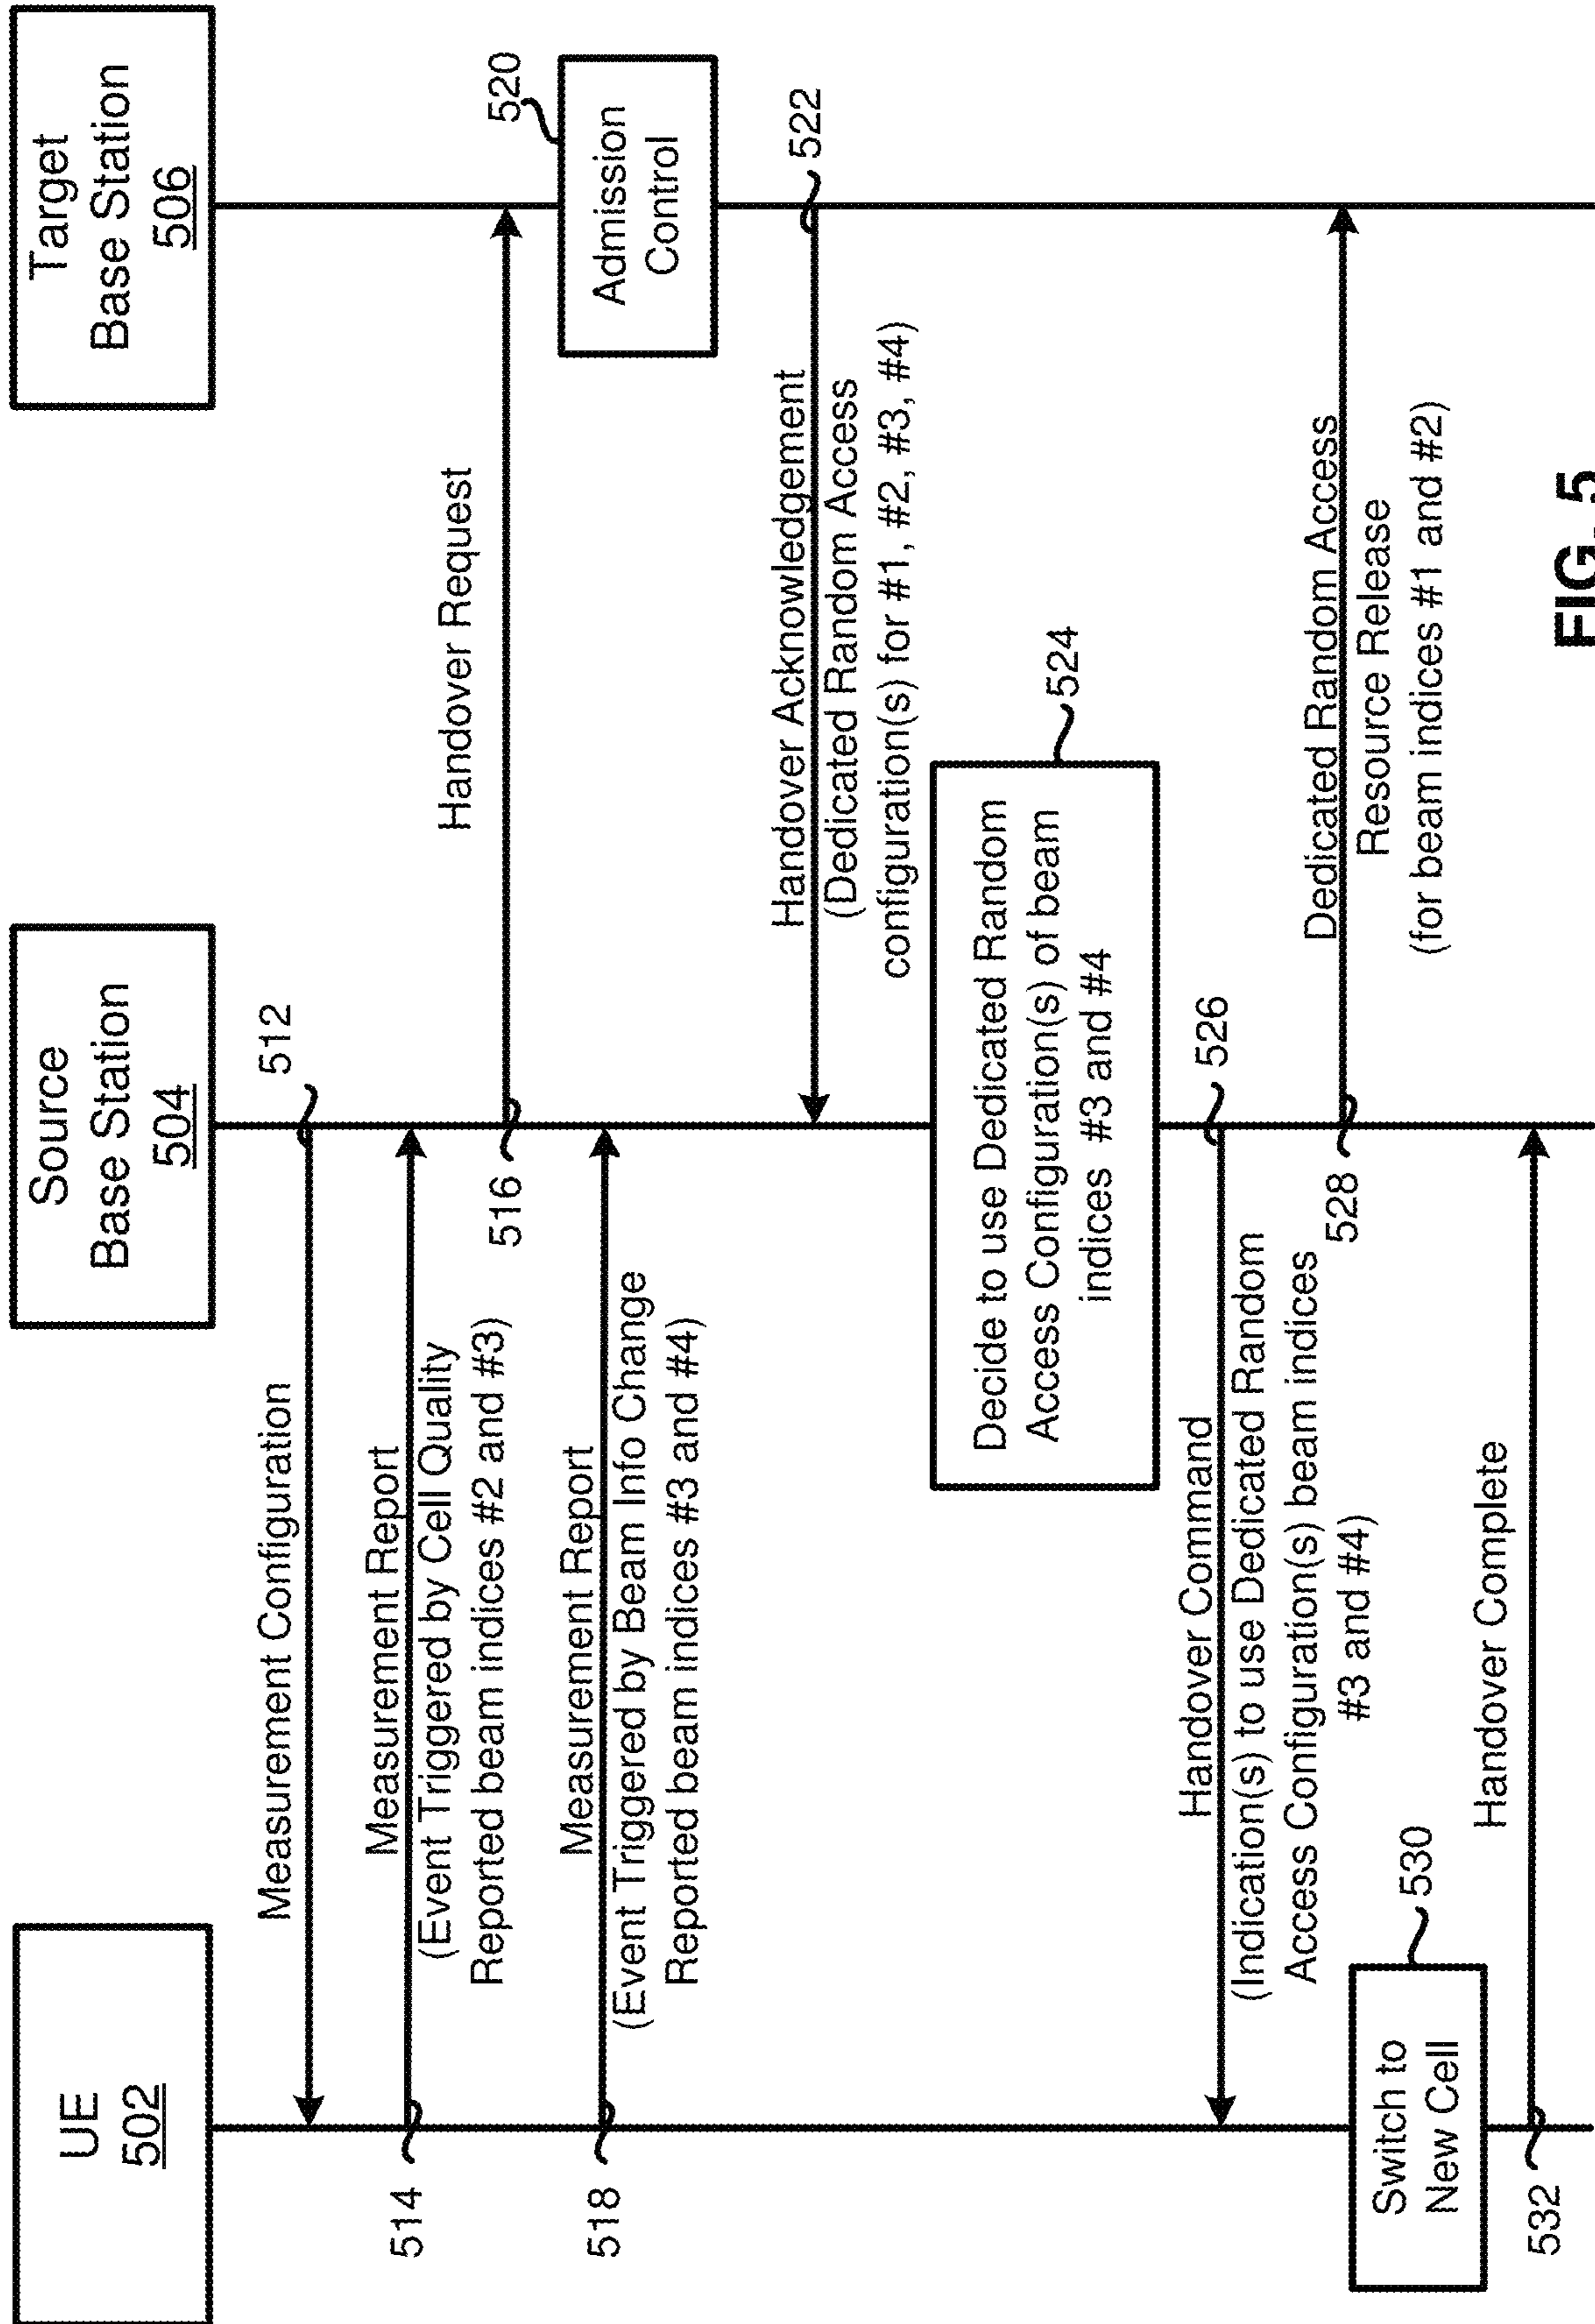 UE
502
Source
Base Station
504
Target
Base Station
506
512
Measurement Configuration
514
Measurement Report
(Event Triggered by Cell Quality
Reported beam indices #2 and #3)
516
Handover Request
518
Measurement Report
(Event Triggered by Beam Info Change
Reported beam indices #3 and #4)
520
Admission
Control
522
Handover Acknowledgement
(Dedicated Random Access
configuration(s) for #1, #2, #3, #4)
524
Decide to use Dedicated Random
Access Configuration(s) of beam
indices #3 and #4
526
Handover Command
(Indication(s) to use Dedicated Random
Access Configuration(s) beam indices
#3 and #4)
528
Dedicated Random Access
Resource Release
(for beam indices #1 and #2)
530
Switch to
New Cell
532
Handover Complete
FIG. 5